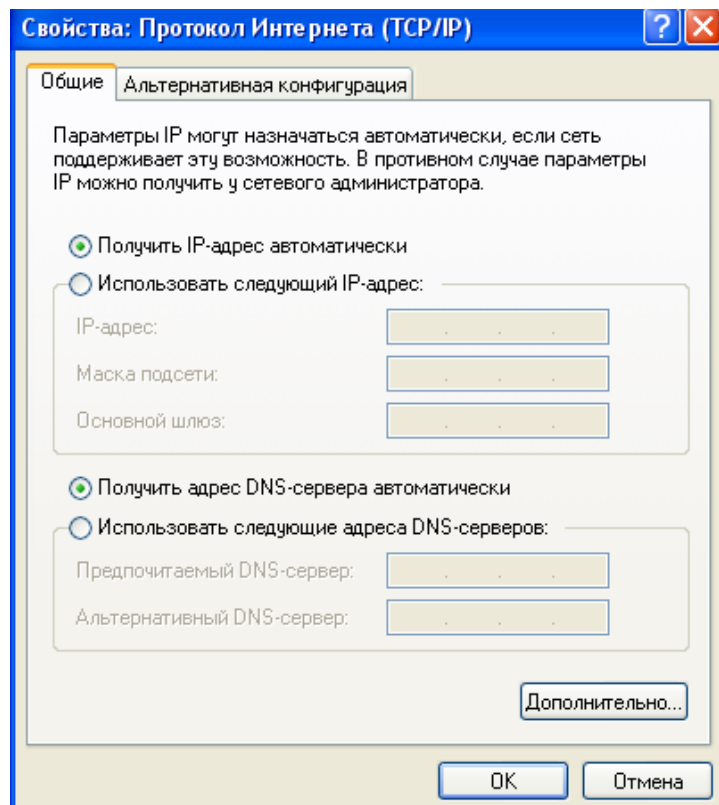 Свойства: Протокол Интернета (TCP/IP)
Общие
Альтернативная конфигурация
Параметры IP могут назначаться автоматически, если сеть
поддерживает эту возможность. В противном случае параметры
IP можно получить у сетевого администратора.
Получить IP-адрес автоматически
Использовать следующий IP-адрес:
IP-адрес:
Маска подсети:
Основной шлюз:
Получить адрес DNS-сервера автоматически
Использовать следующие адреса DNS-серверов:
Предпочитаемый DNS-сервер:
Альтернативный DNS-сервер:
Дополнительно...
ОК
Отмена